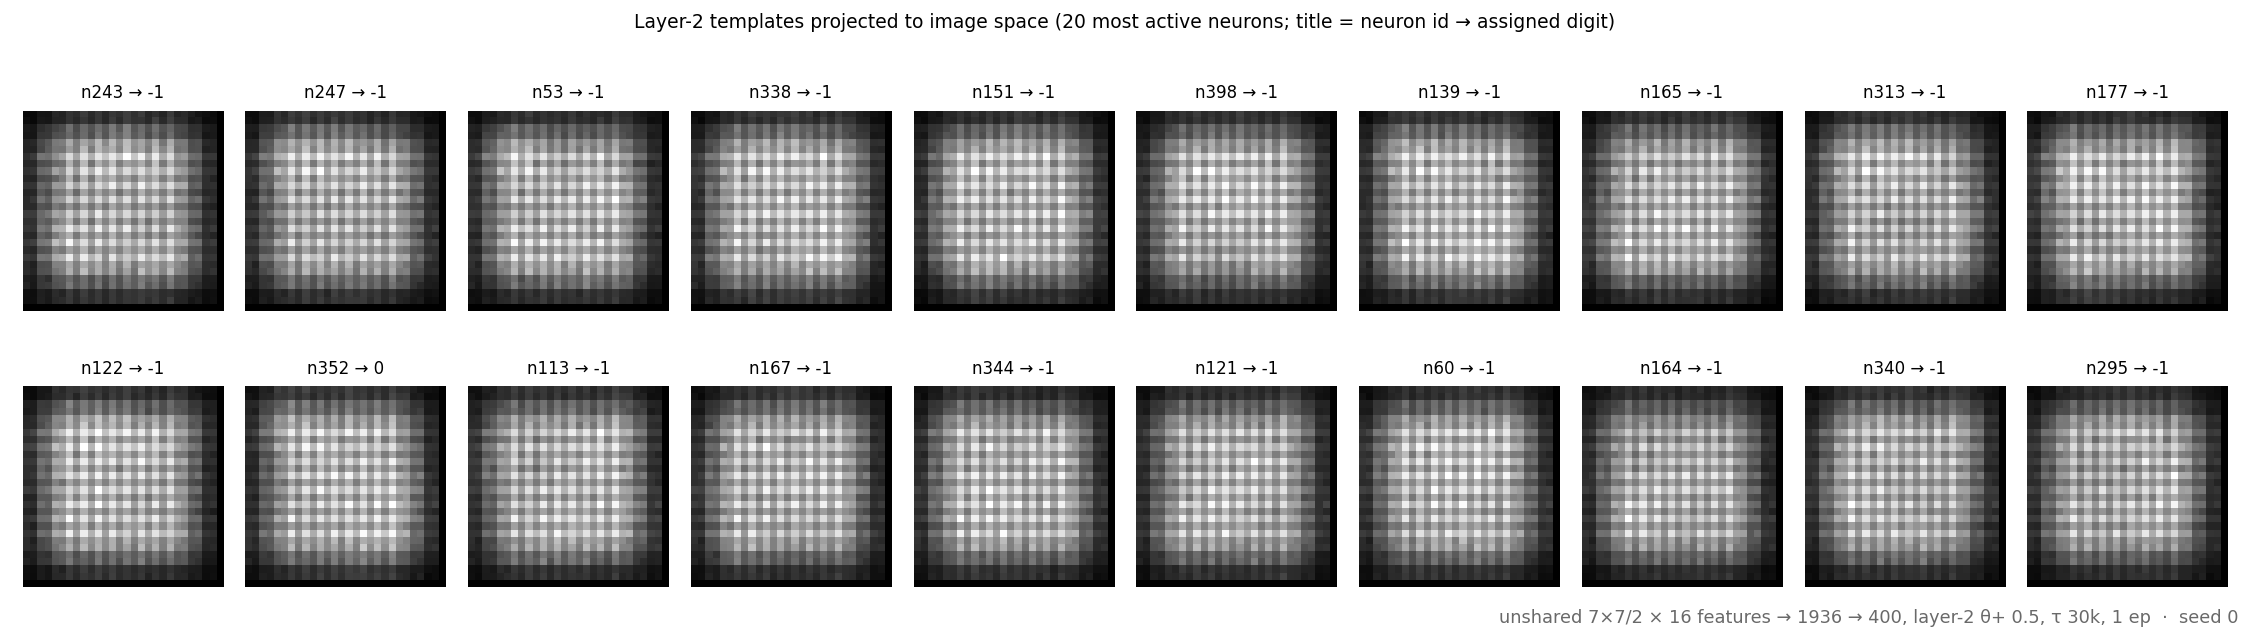 Layer-2 templates projected to image space (20 most active neurons; title = neuron id → assigned digit)
n243 → -1 n247 → -1 n53 → -1 n338 → -1 n151 → -1 n398 → -1 n139 → -1 n165 → -1 n313 → -1 n177 → -1
n122 → -1 n352 → 0 n113 → -1 n167 → -1 n344 → -1 n121 → -1 n60 → -1 n164 → -1 n340 → -1 n295 → -1
unshared 7×7/2 × 16 features → 1936 → 400, layer-2 θ+ 0.5, τ 30k, 1 ep · seed 0